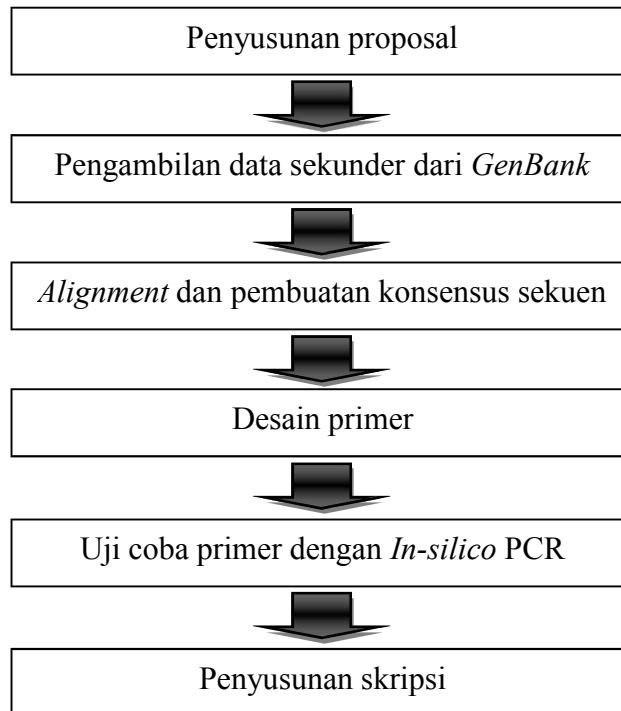 Penyusunan proposal
Pengambilan data sekunder dari GenBank
Alignment dan pembuatan konsensus sekuen
Desain primer
Uji coba primer dengan In-silico PCR
Penyusunan skripsi